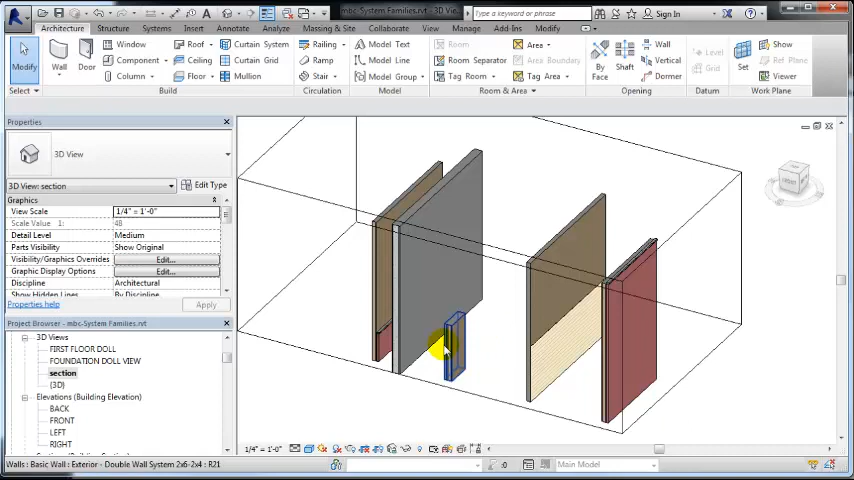 mbc-System Families.rvt - 3D Vie...
Type a keyword or phrase
Sign In
Architecture Structure Systems Insert Annotate Analyze Massing & Site Collaborate View Manage Add-Ins Modify
Modify
Wall
Door
Window
Component
Column
Roof
Ceiling
Floor
Curtain System
Curtain Grid
Mullion
Railing
Ramp
Stair
Model Text
Model Line
Model Group
Room
Room Separator
Tag Room
Area
Area Boundary
Tag Area
By
Face
Shaft
Wall
Vertical
Dormer
Level
Grid
Set
Show
Ref Plane
Viewer
Select Build Circulation Model Room & Area Opening Datum Work Plane
Properties
3D View
3D View: section
Edit Type
Graphics
View Scale 1/4" = 1'-0"
Scale Value 1: 48
Detail Level Medium
Parts Visibility Show Original
Visibility/Graphics Overrides Edit...
Graphic Display Options Edit...
Discipline Architectural
Show Hidden Lines By Discipline
Properties help
Apply
Project Browser - mbc-System Families.rvt
3D Views
FIRST FLOOR DOLL
FOUNDATION DOLL VIEW
section
(3D)
Elevations (Building Elevation)
BACK
FRONT
LEFT
RIGHT
FRONT
1/4" = 1'-0"
Walls : Basic Wall : Exterior - Double Wall System 2x6-2x4 : R21
:0
Main Model